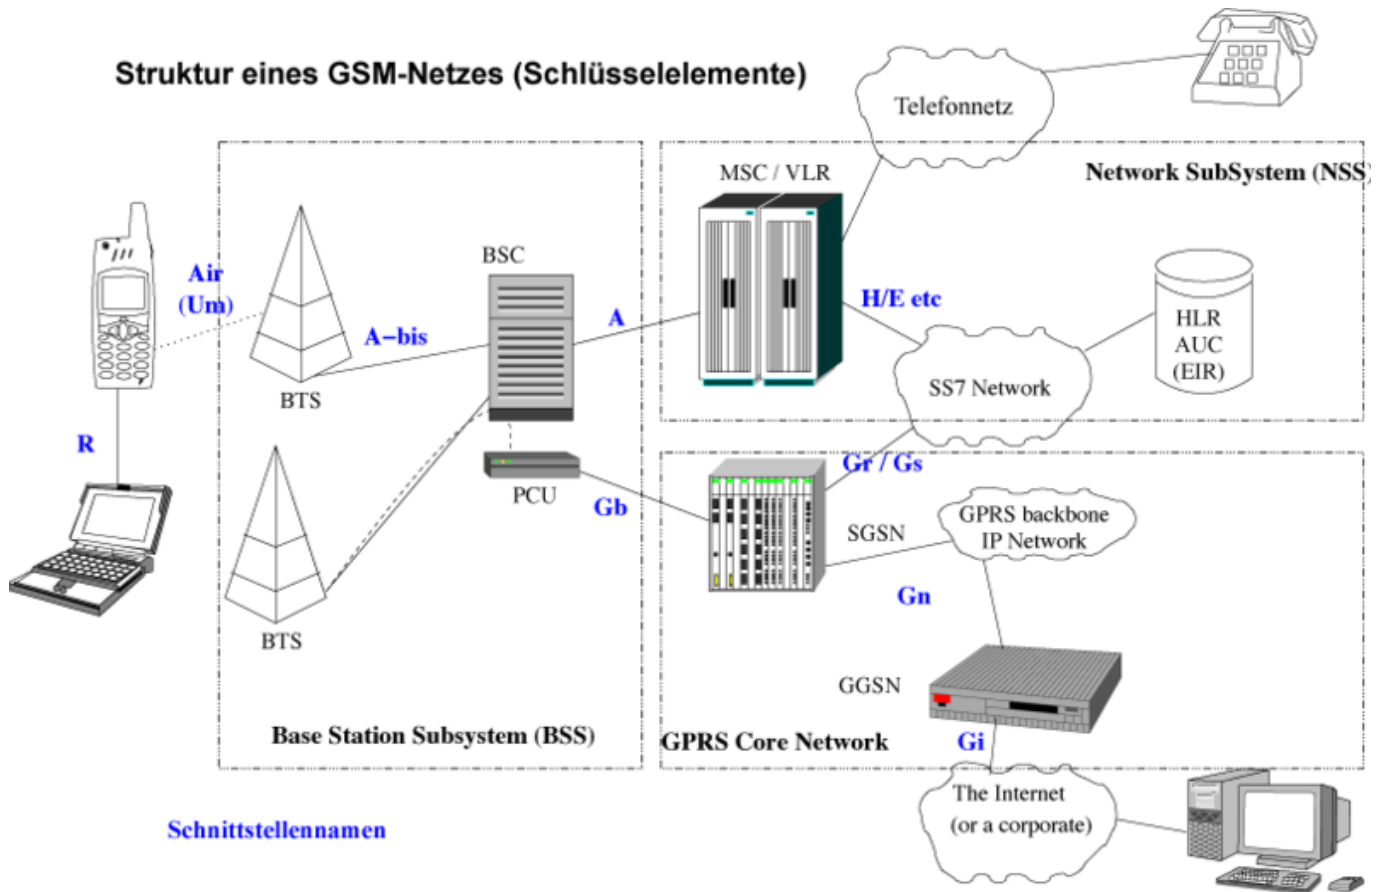 Struktur eines GSM-Netzes (Schlüsselelemente)
Telefonnetz
MSC / VLR
Network SubSystem (NSS)
BSC
Air
(Um)
A-bis
A
H/E etc
HLR
AUC
(EIR)
BTS
SS7 Network
R
Gr / Gs
PCU
Gb
SGSN
GPRS backbone
IP Network
Gn
BTS
GGSN
Base Station Subsystem (BSS)
GPRS Core Network
Gi
The Internet
(or a corporate)
Schnittstellennamen